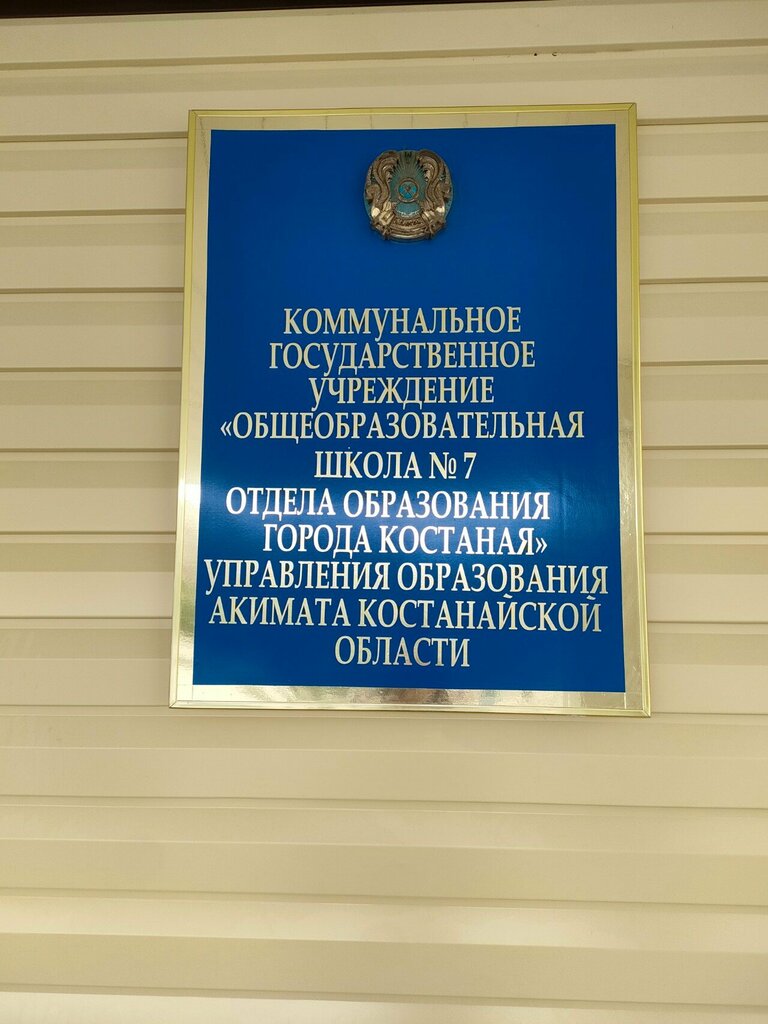 КОММУНАЛЬНОЕ
ГОСУДАРСТВЕННОЕ
УЧРЕЖДЕНИЕ
«ОБЩЕОБРАЗОВАТЕЛЬНАЯ
ШКОЛА № 7
ОТДЕЛА ОБРАЗОВАНИЯ
ГОРОДА КОСТАНАЯ»
УПРАВЛЕНИЯ ОБРАЗОВАНИЯ
АКИМАТА КОСТАНАЙСКОЙ
ОБЛАСТИ